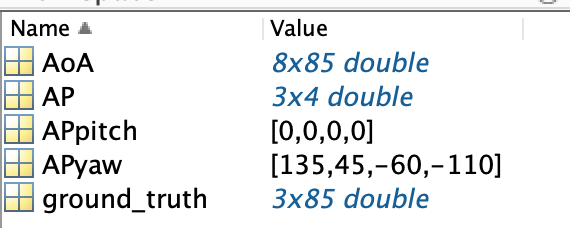 Name Value
AoA 8x85 double
AP 3x4 double
APpitch [0,0,0,0]
APyaw [135,45,-60,-110]
ground_truth 3x85 double